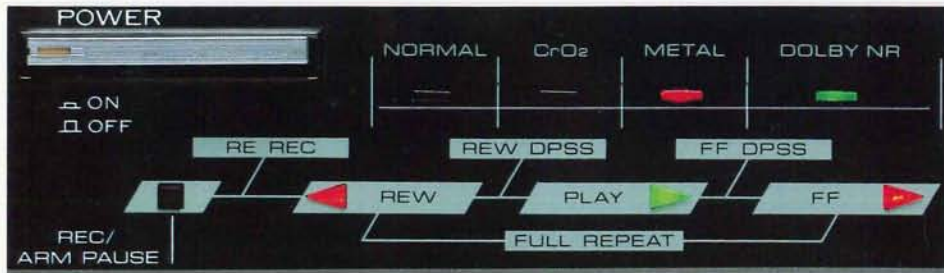 POWER
NORMAL CrO2 METAL DOLBY NR
ON
OFF
RE REC REW DPSS FF DPSS
REW PLAY FF
REC/
ARM PAUSE
FULL REPEAT